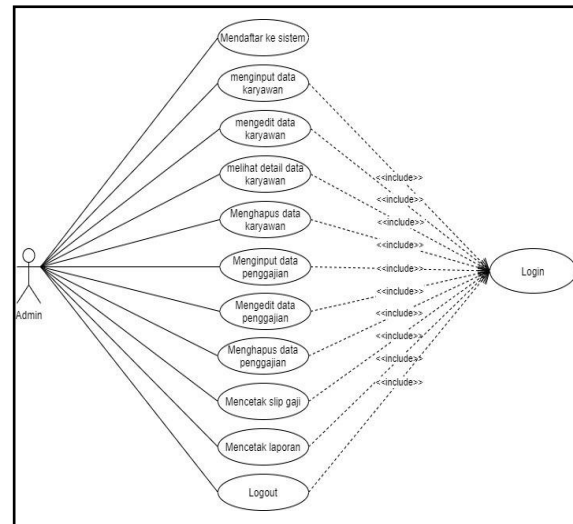 Mendaftar ke sistem
menginput data
karyawan
mengedit data
karyawan
melihat detail data
karyawan
Menghapus data
karyawan
Menginput data
penggajian
Mengedit data
penggajian
Menghapus data
penggajian
Mencetak slip gaji
Mencetak laporan
Logout
Admin
<<include>>
<<include>>
<<include>>
<<include>>
<<include>>
<<include>>
<<include>>
<<include>>
<<include>>
<<include>>
Login